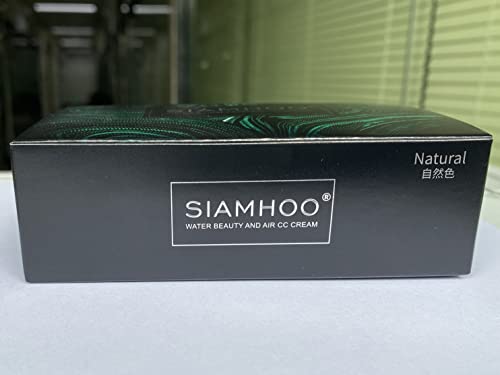 Natural
自然色
SIAMHOO®
WATER BEAUTY AND AIR CC CREAM